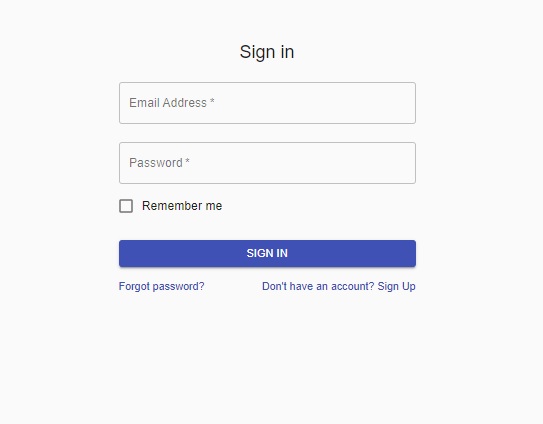 Sign in
Email Address *
Password *
Remember me
SIGN IN
Forgot password? Don't have an account? Sign Up